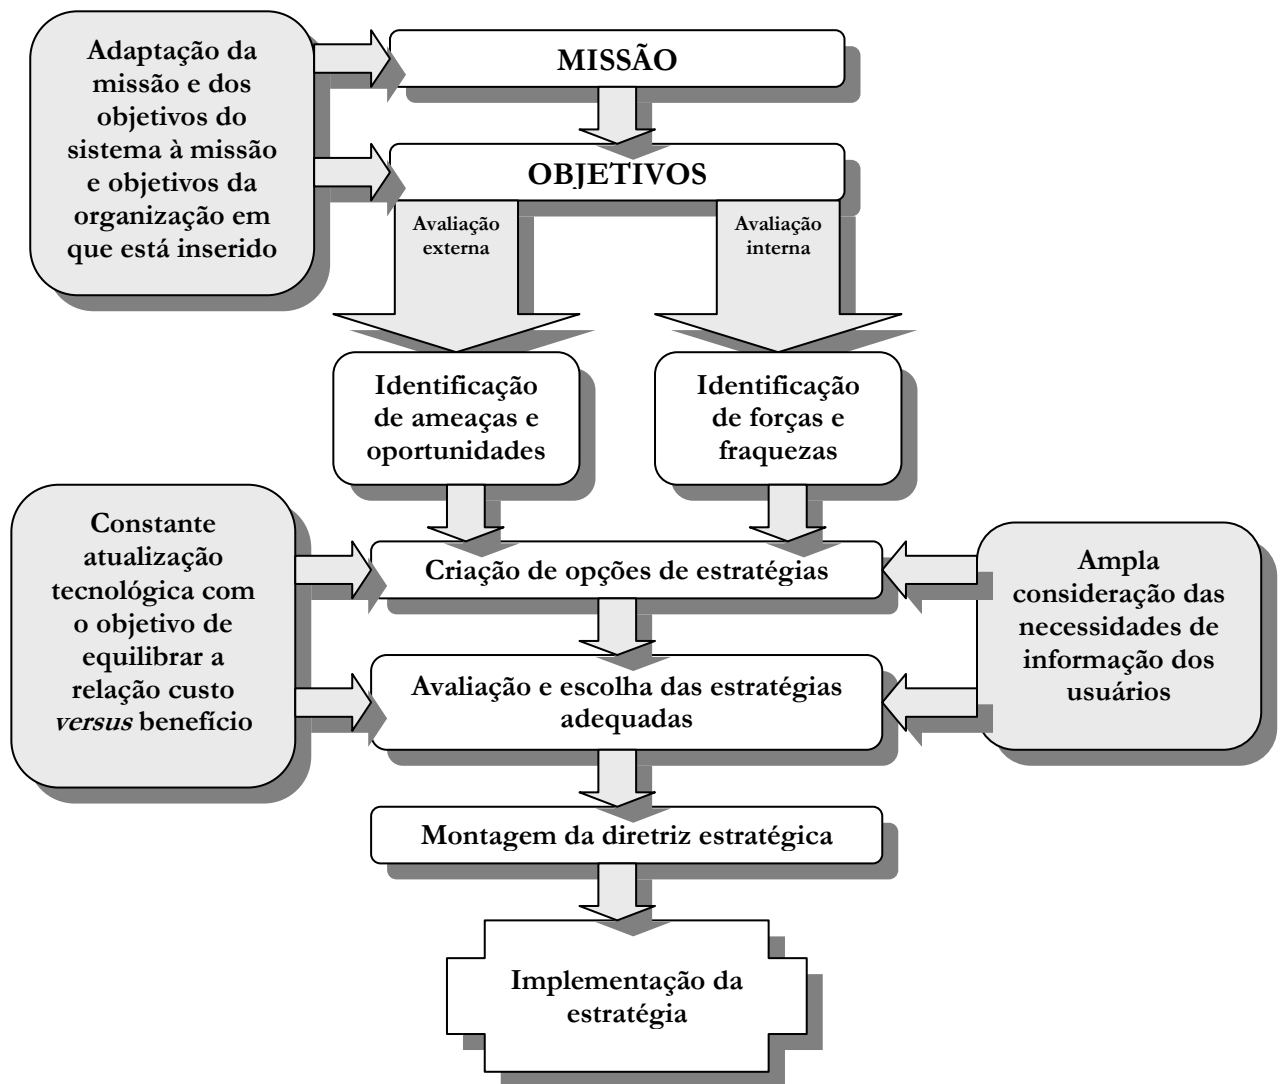 Adaptação da
missão e dos
objetivos do
sistema à missão
e objetivos da
organização em
que está inserido
MISSÃO
OBJETIVOS
Avaliação
externa
Avaliação
interna
Identificação
de ameaças e
oportunidades
Identificação
de forças e
fraquezas
Constante
atualização
tecnológica com
o objetivo de
equilibrar a
relação custo
versus benefício
Criação de opções de estratégias
Ampla
consideração das
necessidades de
informação dos
usuários
Avaliação e escolha das estratégias
adequadas
Montagem da diretriz estratégica
Implementação da
estratégia